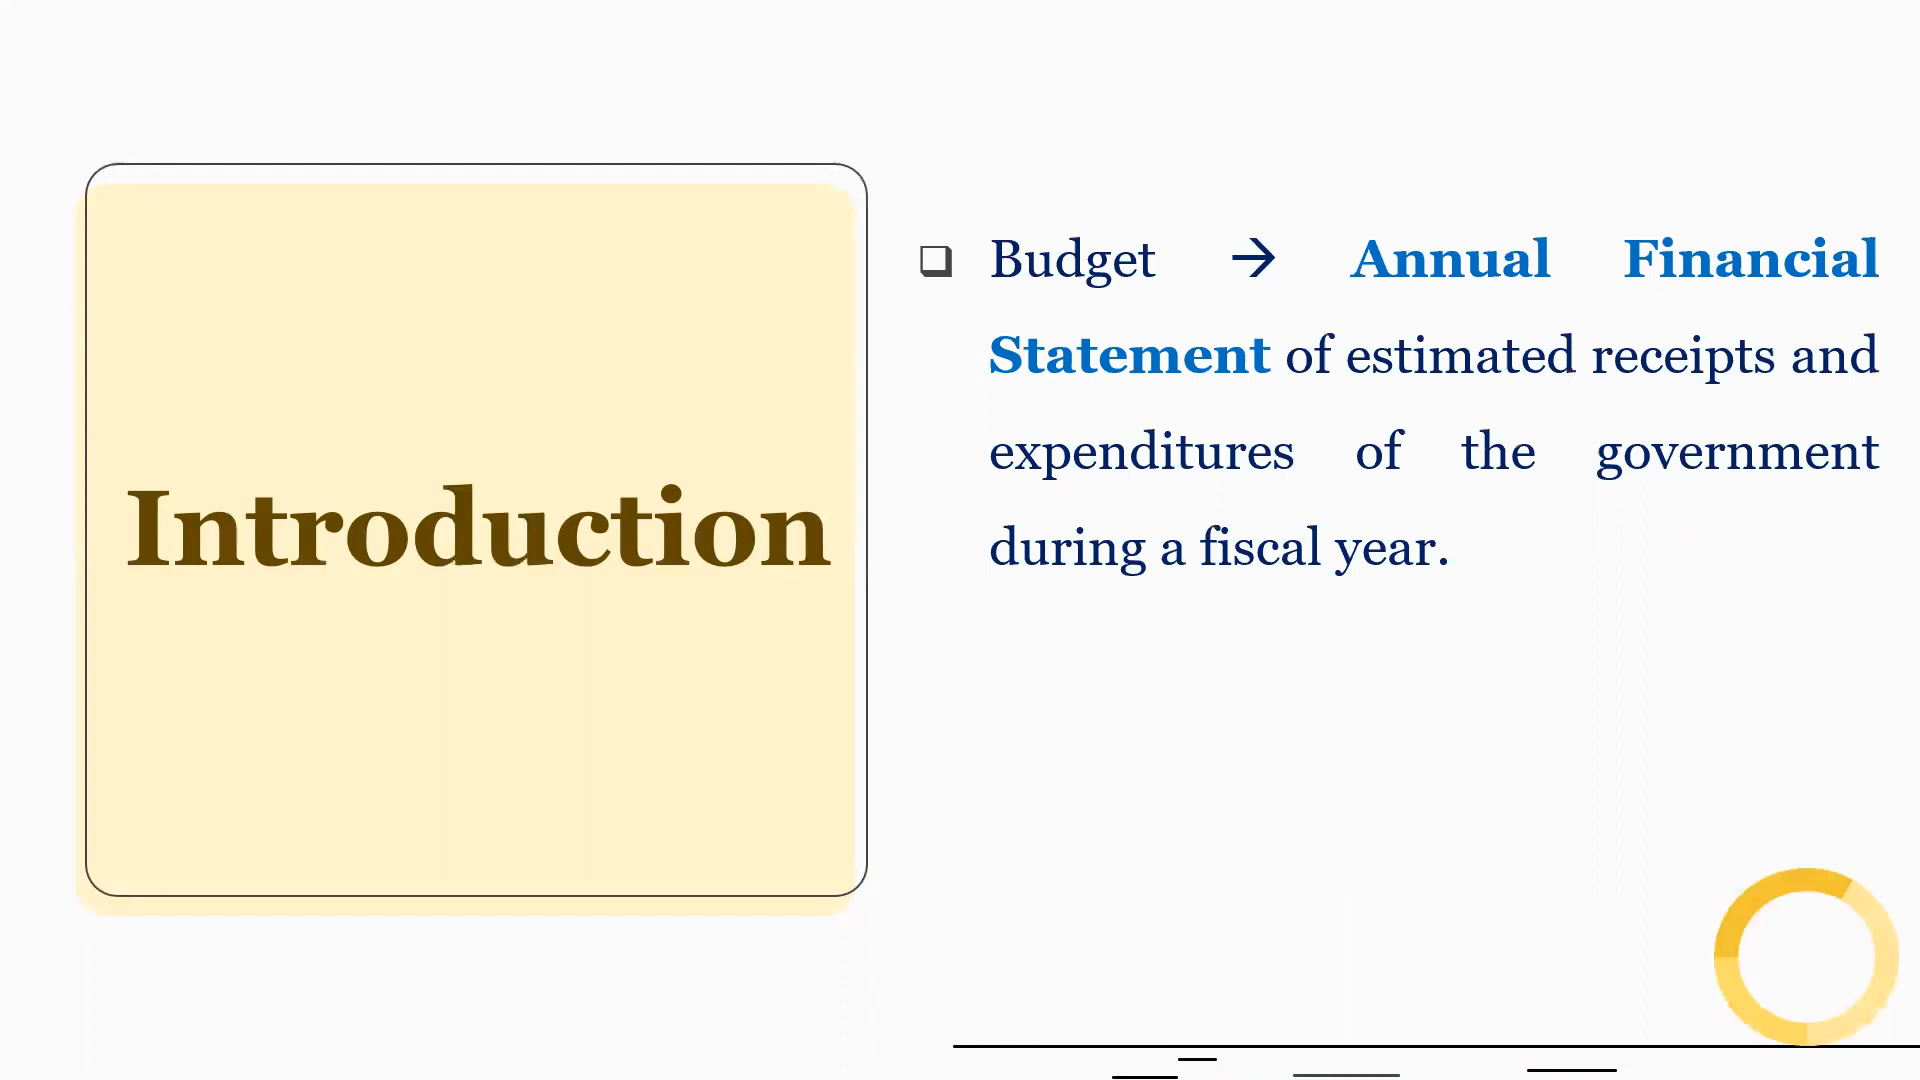 Introduction
❑ Budget → Annual Financial
Statement of estimated receipts and
expenditures of the government
during a fiscal year.